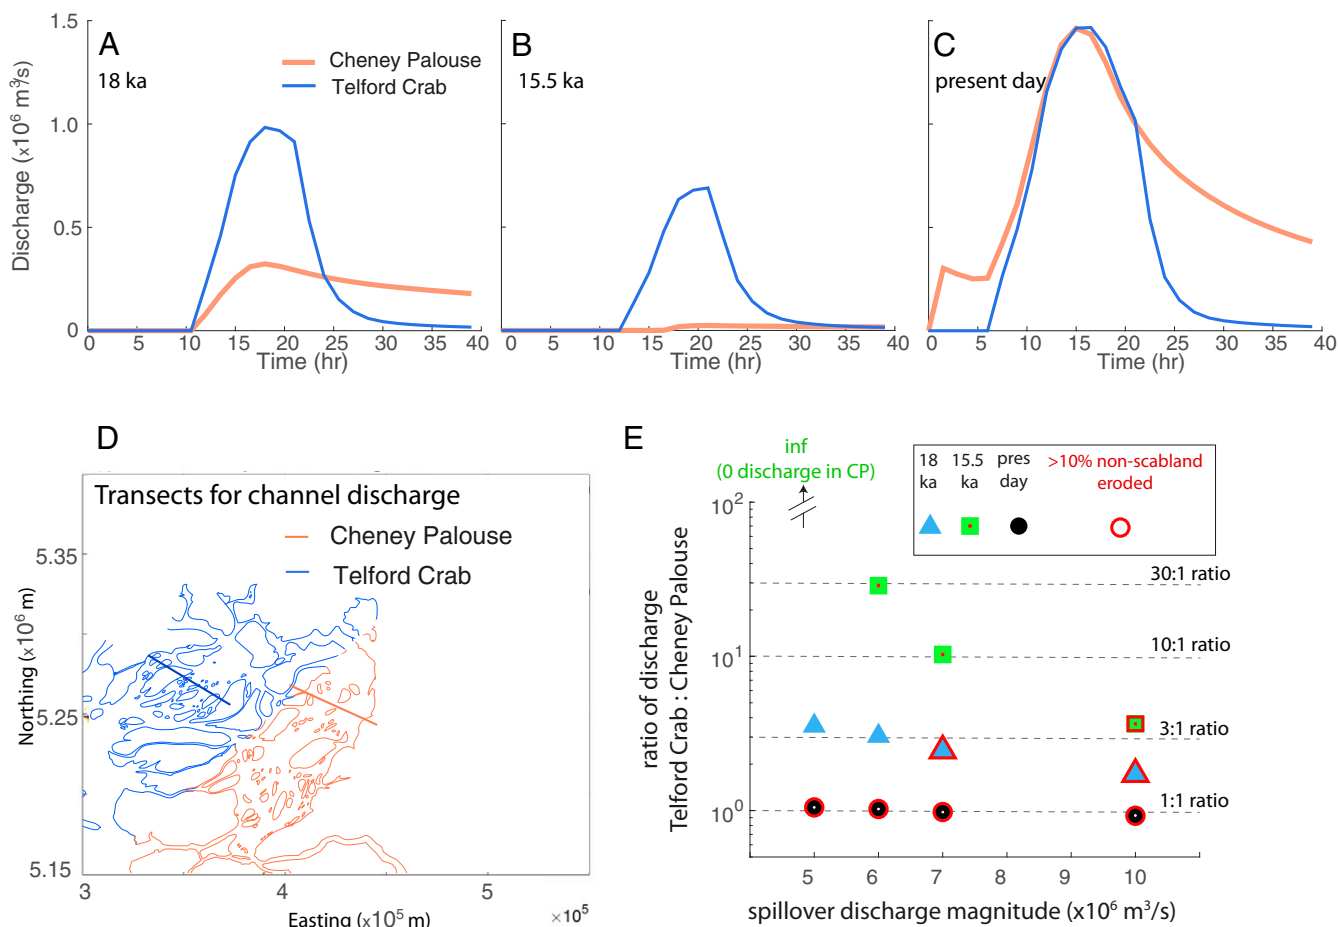 A
18 ka
Cheney Palouse
Telford Crab
B
15.5 ka
C
present day
Discharge (x10⁶ m³/s)
1.5
1.0
0.5
0
0 5 10 15 20 25 30 35 40
Time (hr)
0 5 10 15 20 25 30 35 40
Time (hr)
0 5 10 15 20 25 30 35 40
Time (hr)
D
Transects for channel discharge
Cheney Palouse
Telford Crab
Northing (x10⁶ m)
5.35
5.25
5.15
3 4 5
Easting (x10⁵ m)
×10⁵
E
inf
(0 discharge in CP)
18 ka
15.5 ka
pres day
>10% non-scabland
eroded
ratio of discharge
Telford Crab : Cheney Palouse
10²
10¹
10⁰
30:1 ratio
10:1 ratio
3:1 ratio
1:1 ratio
5 6 7 8 9 10
spillover discharge magnitude (x10⁶ m³/s)